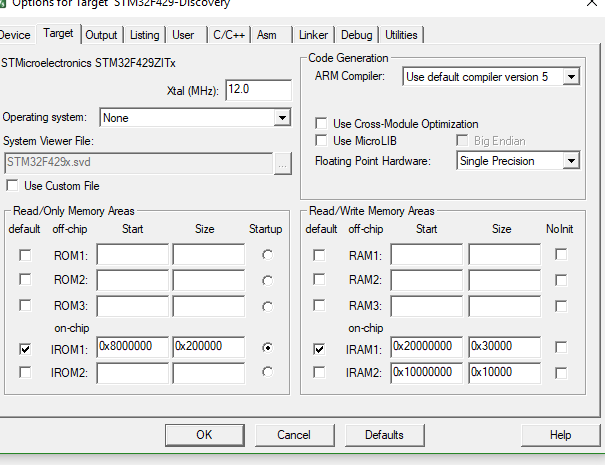 Options for Target 'STM32F429-Discovery'
Device Target Output Listing User C/C++ Asm Linker Debug Utilities
STMicroelectronics STM32F429ZITx
Xtal (MHz): 12.0
Operating system: None
System Viewer File:
STM32F429x.svd ...
Use Custom File
Code Generation
ARM Compiler: Use default compiler version 5
Use Cross-Module Optimization
Use MicroLIB Big Endian
Floating Point Hardware: Single Precision
Read/Only Memory Areas
default off-chip Start Size Startup
ROM1:
ROM2:
ROM3:
on-chip
IROM1: 0x8000000 0x200000
IROM2:
Read/Write Memory Areas
default off-chip Start Size NoInit
RAM1:
RAM2:
RAM3:
on-chip
IRAM1: 0x20000000 0x30000
IRAM2: 0x10000000 0x10000
OK Cancel Defaults Help